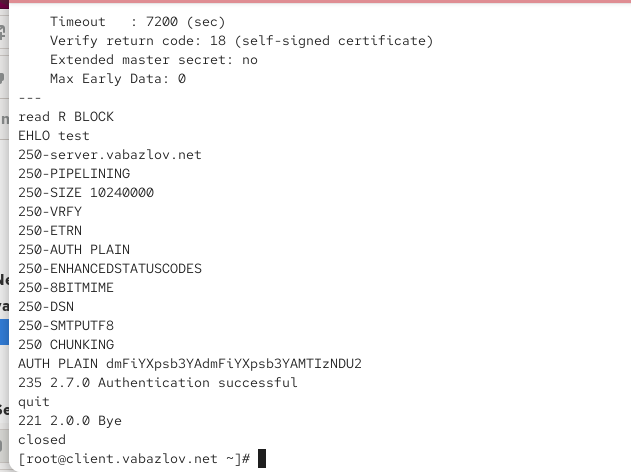 Timeout   : 7200 (sec)
Verify return code: 18 (self-signed certificate)
Extended master secret: no
Max Early Data: 0
---
read R BLOCK
EHLO test
250-server.vabazlov.net
250-PIPELINING
250-SIZE 10240000
250-VRFY
250-ETRN
250-AUTH PLAIN
250-ENHANCEDSTATUSCODES
250-8BITMIME
250-DSN
250-SMTPUTF8
250 CHUNKING
AUTH PLAIN dmFiYXpsb3YAdmFiYXpsb3YAMTIzNDU2
235 2.7.0 Authentication successful
quit
221 2.0.0 Bye
closed
[root@client.vabazlov.net ~]#